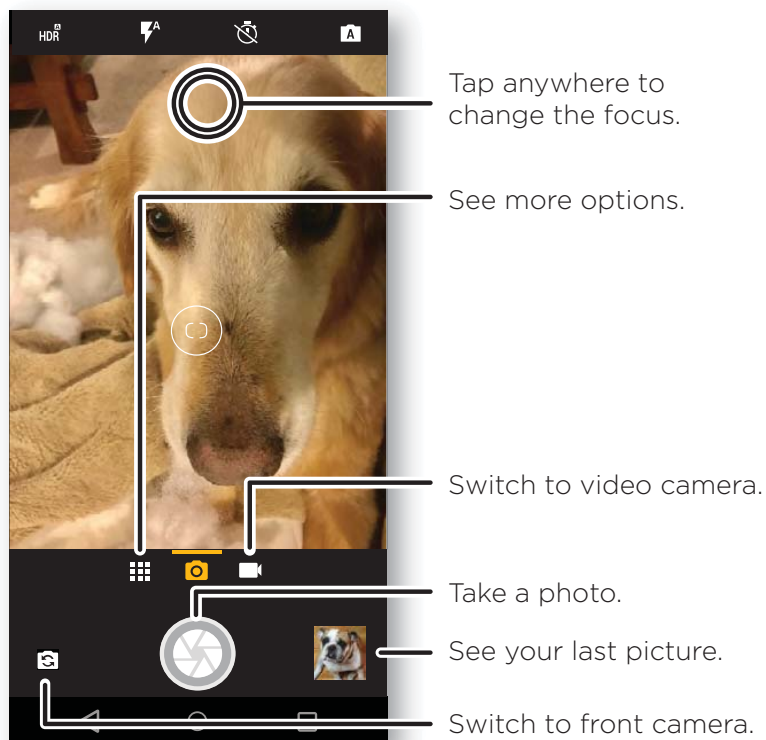 HDR A
A
A
Tap anywhere to
change the focus.
See more options.
Switch to video camera.
Take a photo.
See your last picture.
Switch to front camera.